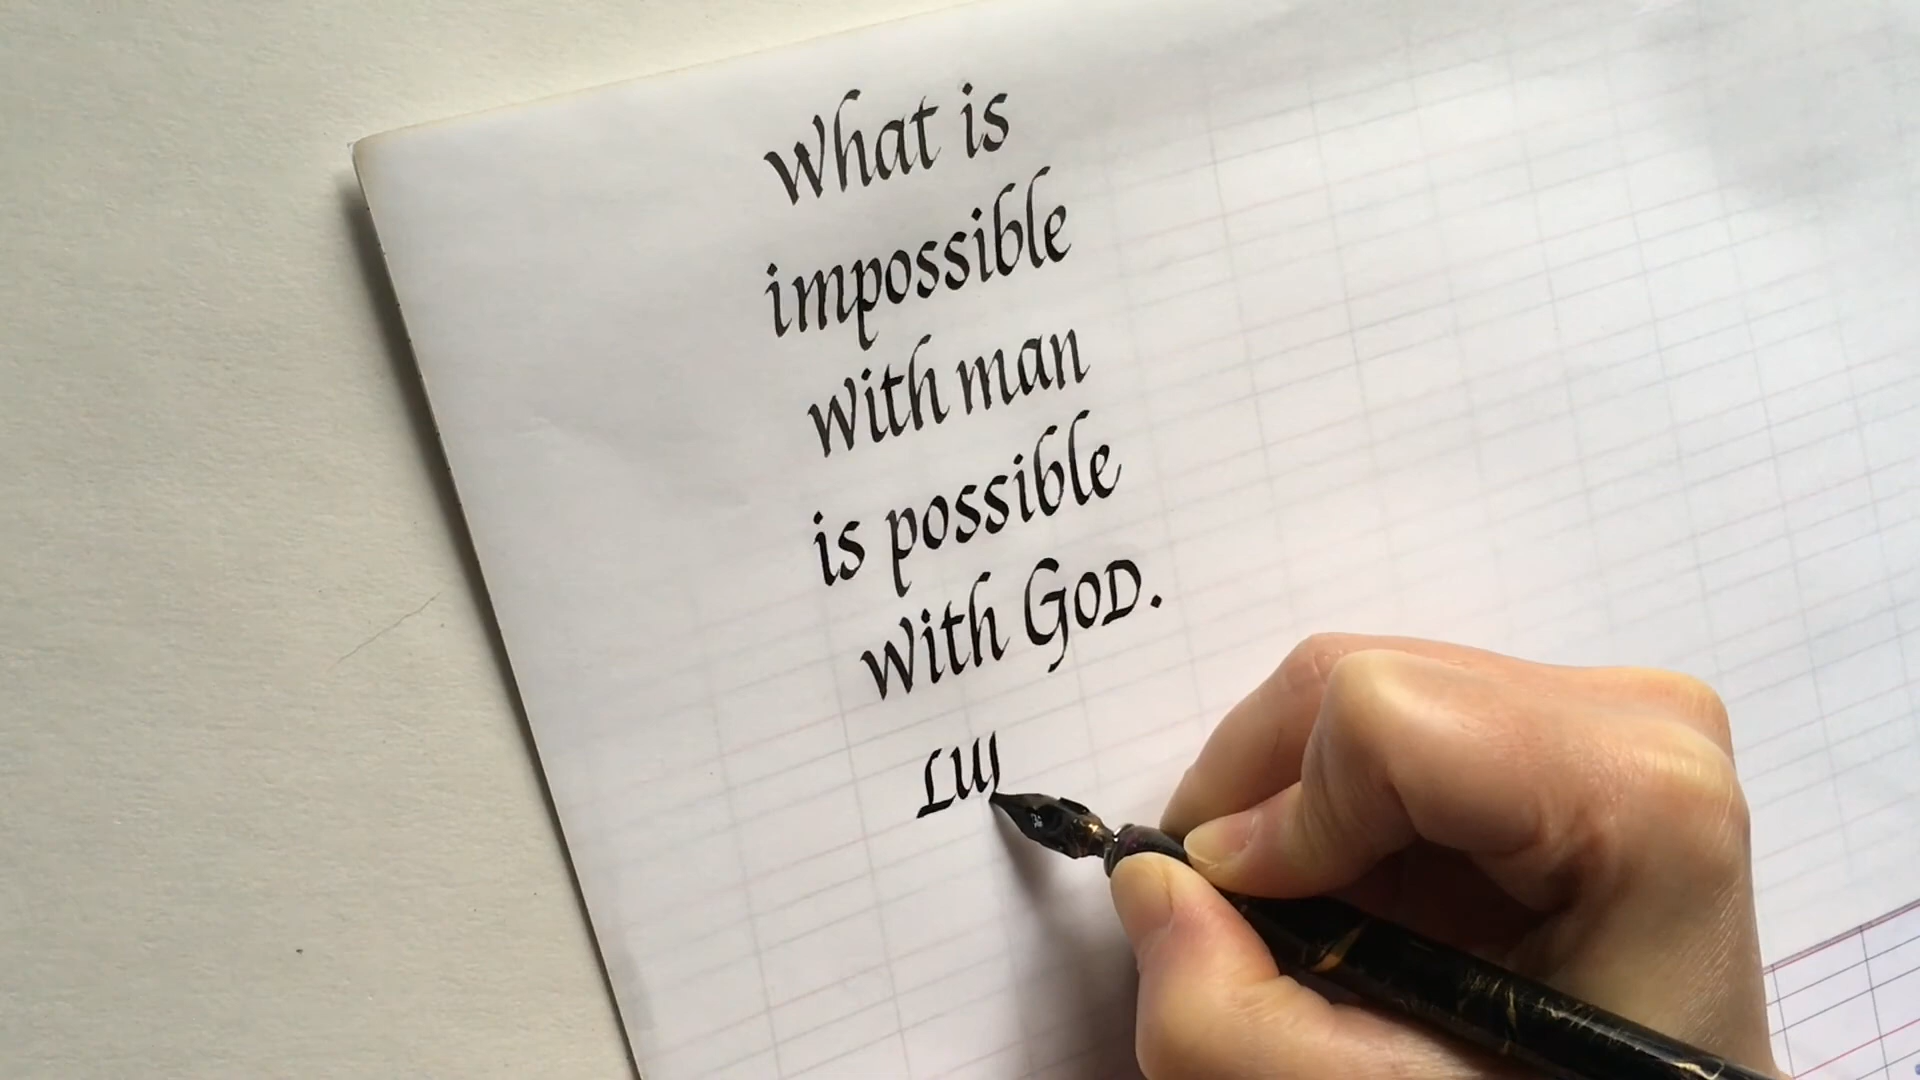 What is
impossible
with man
is possible
with GOD.
LU